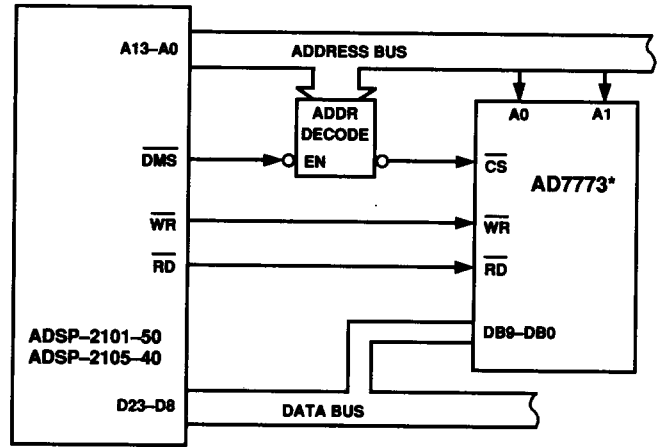 A13–A0
ADDRESS BUS
ADDR
DECODE
EN
A0
A1
DMS
CS
AD7773*
WR
WR
RD
RD
DB9–DB0
ADSP–2101–50
ADSP–2105–40
D23–D8
DATA BUS